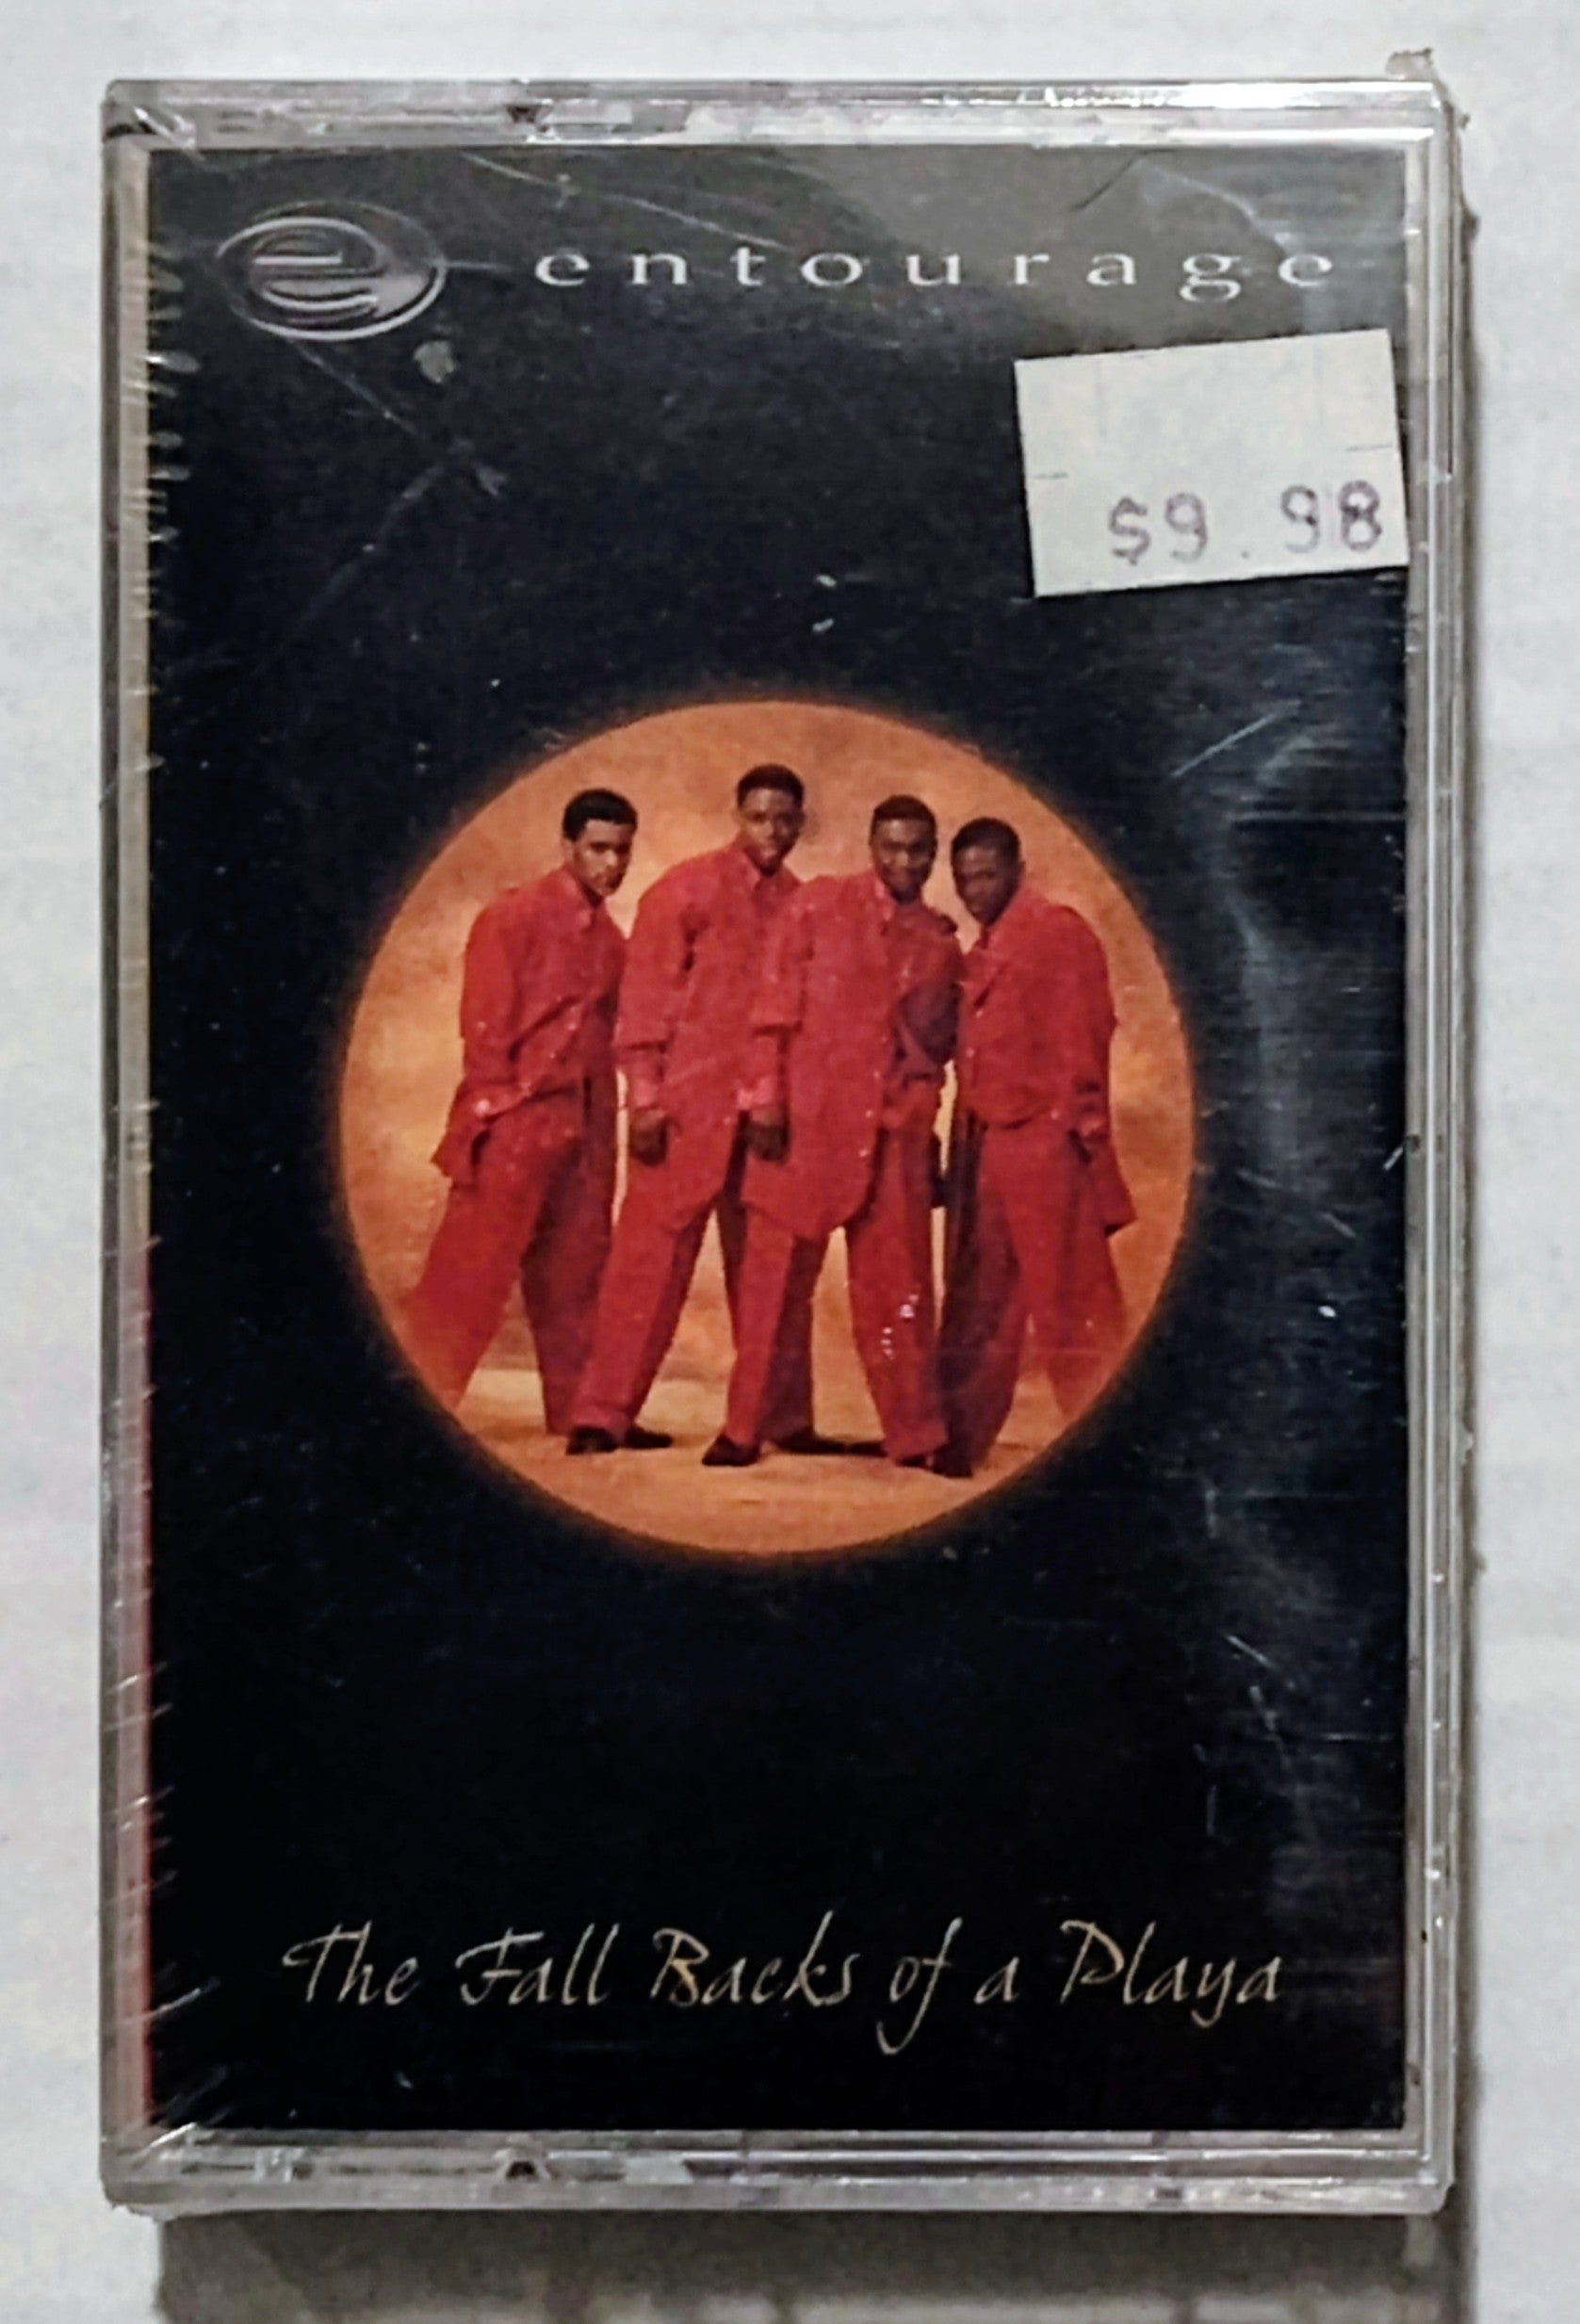 e entourage
$9.98
The Fall Backs of a Playa